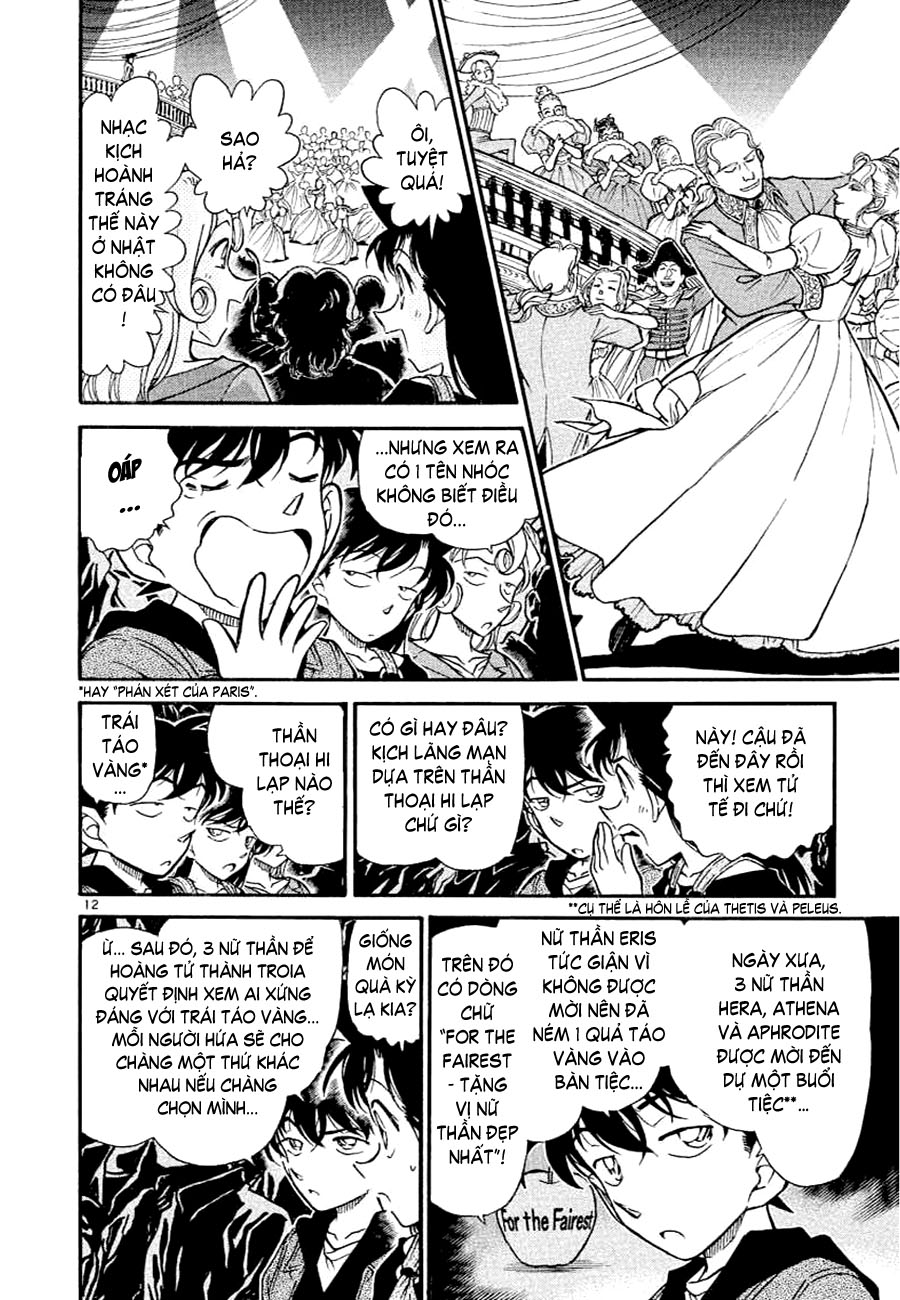 ÔI,
TUYỆT
QUÁ!
SAO
HẢ?
NHẠC
KỊCH
HOÀNH
TRÁNG
THẾ NÀY
Ở NHẬT
KHÔNG
CÓ ĐÂU
!
...NHƯNG XEM RA
CÓ 1 TÊN NHÓC
KHÔNG BIẾT ĐIỀU
ĐÓ...
OÁP
...
*HAY "PHÁN XÉT CỦA PARIS".
NÀY! CẬU ĐÃ
ĐẾN ĐÂY RỒI
THÌ XEM TỬ
TẾ ĐI CHỨ!
CÓ GÌ HAY ĐÂU?
KỊCH LÃNG MẠN
DỰA TRÊN THẦN
THOẠI HI LẠP
CHỨ GÌ?
THẦN
THOẠI HI
LẠP NÀO
THẾ?
TRÁI
TÁO
VÀNG*
...
12
**CỤ THỂ LÀ HÔN LỄ CỦA THETIS VÀ PELEUS.
NGÀY XƯA,
3 NỮ THẦN
HERA, ATHENA
VÀ APHRODITE
ĐƯỢC MỜI ĐẾN
DỰ MỘT BUỔI
TIỆC**...
NỮ THẦN ERIS
TỨC GIẬN VÌ
KHÔNG ĐƯỢC
MỜI NÊN ĐÃ
NÉM 1 QUẢ TÁO
VÀNG VÀO
BÀN TIỆC...
TRÊN ĐÓ
CÓ DÒNG
CHỮ
"FOR THE
FAIREST
- TẶNG
VỊ NỮ
THẦN ĐẸP
NHẤT"!
For the Fairest
GIỐNG
MÓN
QUÀ KỲ
LẠ KIA?
Ừ... SAU ĐÓ, 3 NỮ THẦN ĐỂ
HOÀNG TỬ THÀNH TROIA
QUYẾT ĐỊNH XEM AI XỨNG
ĐÁNG VỚI TRÁI TÁO VÀNG...
MỖI NGƯỜI HỨA SẼ CHO
CHÀNG MỘT THỨ KHÁC
NHAU NẾU CHÀNG
CHỌN MÌNH...